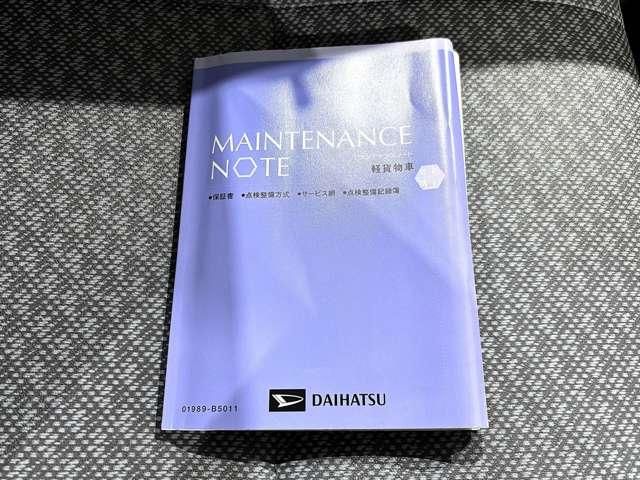 MAINTENANCE
NOTE
軽貨物車
●保証書 ●点検整備方式 ●サービス網 ●点検整備記録簿
01989-B5011
DAIHATSU